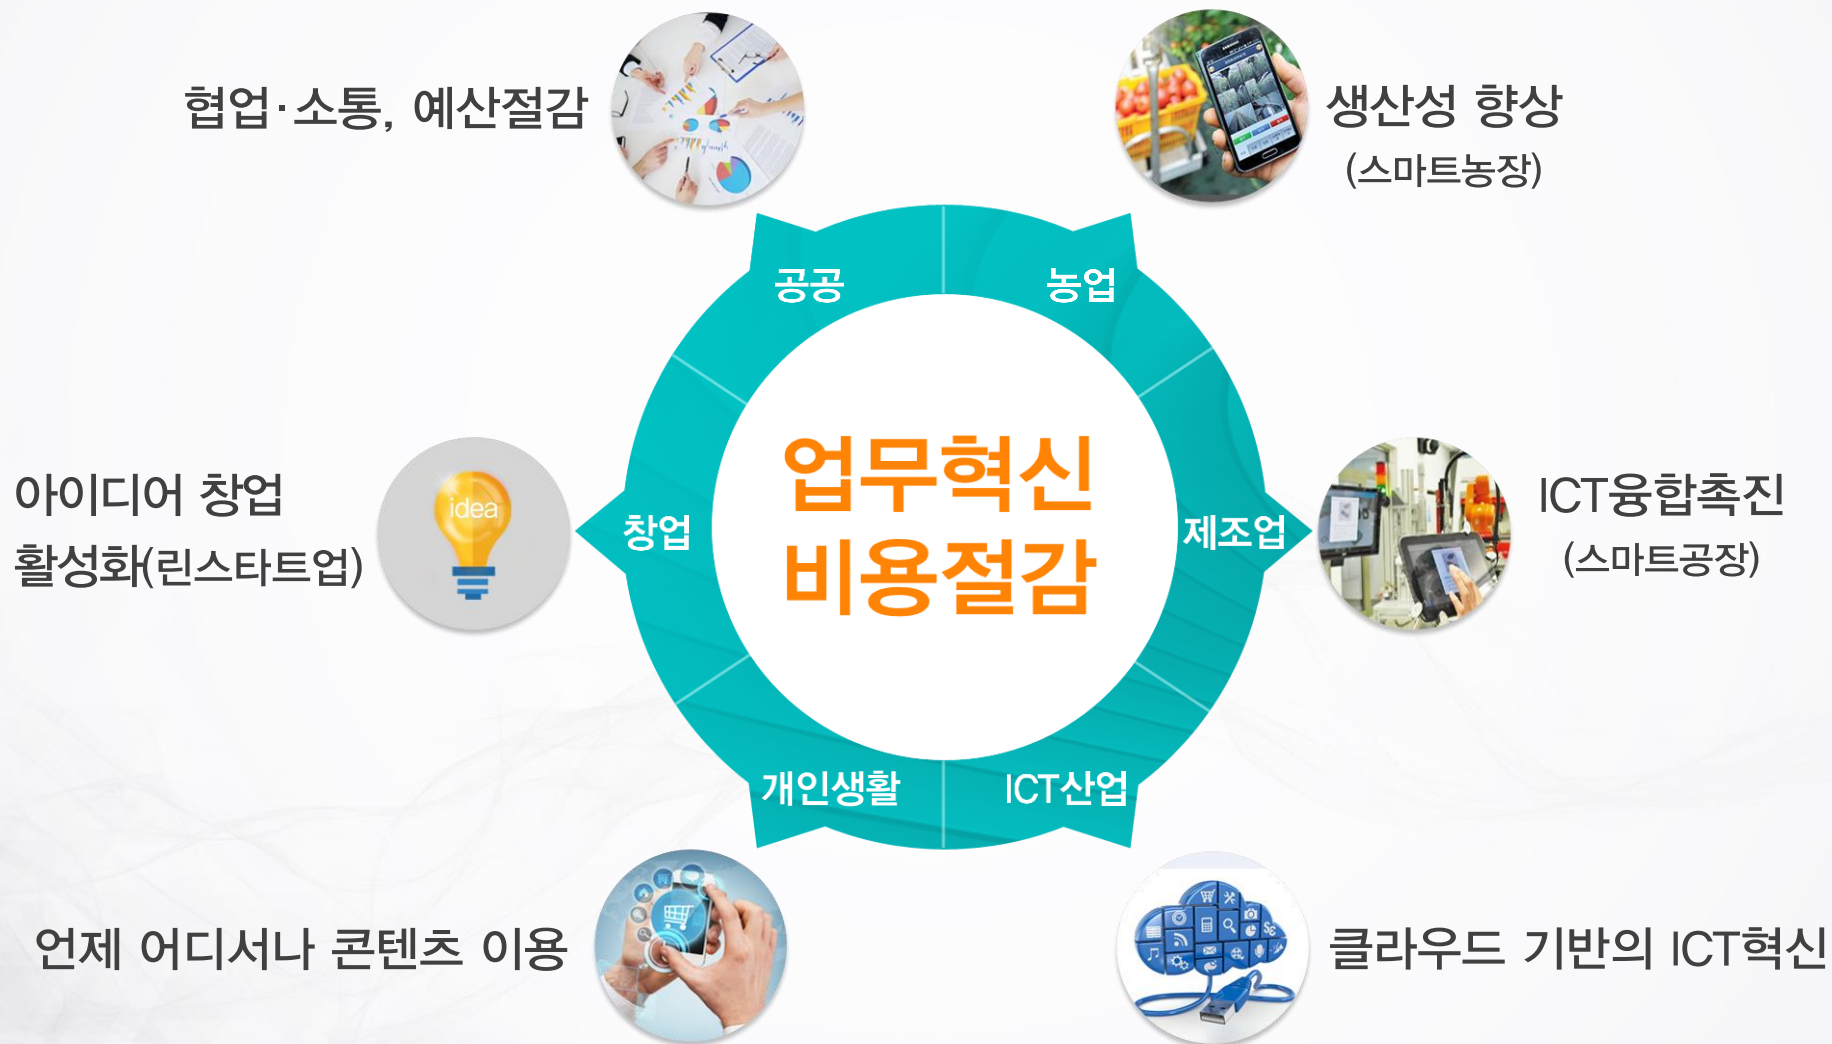 협업·소통, 예산절감
생산성 향상
(스마트농장)
공공
농업
업무혁신
비용절감
아이디어 창업
활성화(린스타트업)
idea
창업
제조업
ICT융합촉진
(스마트공장)
개인생활
ICT산업
언제 어디서나 콘텐츠 이용
클라우드 기반의 ICT혁신